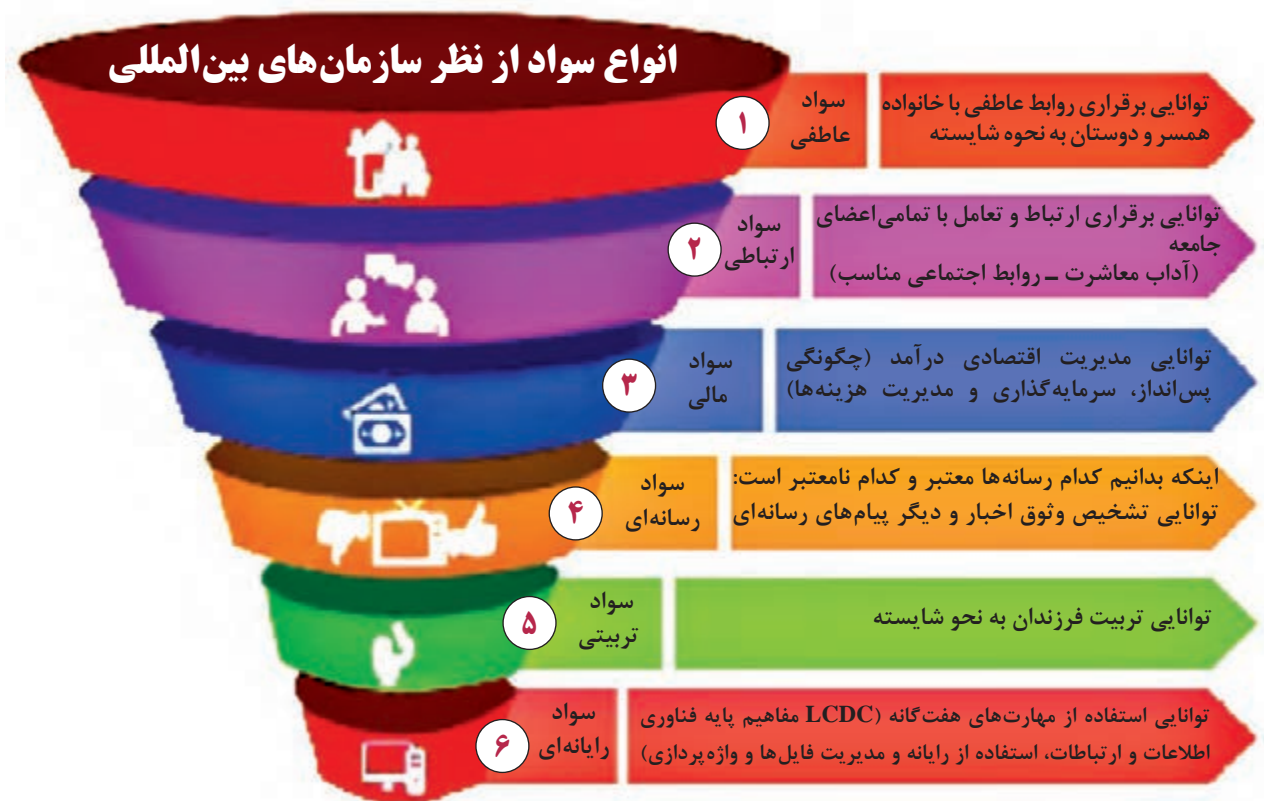 انواع سواد از نظر سازمان‌های بین‌المللی
۱
سواد
عاطفی
توانایی برقراری روابط عاطفی با خانواده
همسر و دوستان به نحوه شایسته
۲
سواد
ارتباطی
توانایی برقراری ارتباط و تعامل با تمامی اعضای
جامعه
(آداب معاشرت ـ روابط اجتماعی مناسب)
۳
سواد
مالی
توانایی مدیریت اقتصادی درآمد (چگونگی
پس‌انداز، سرمایه‌گذاری و مدیریت هزینه‌ها)
۴
سواد
رسانه‌ای
اینکه بدانیم کدام رسانه‌ها معتبر و کدام نامعتبر است:
توانایی تشخیص وثوق اخبار و دیگر پیام‌های رسانه‌ای
۵
سواد
تربیتی
توانایی تربیت فرزندان به نحو شایسته
۶
سواد
رایانه‌ای
توانایی استفاده از مهارت‌های هفت‌گانه (LCDC مفاهیم پایه فناوری
اطلاعات و ارتباطات، استفاده از رایانه و مدیریت فایل‌ها و واژه‌پردازی)